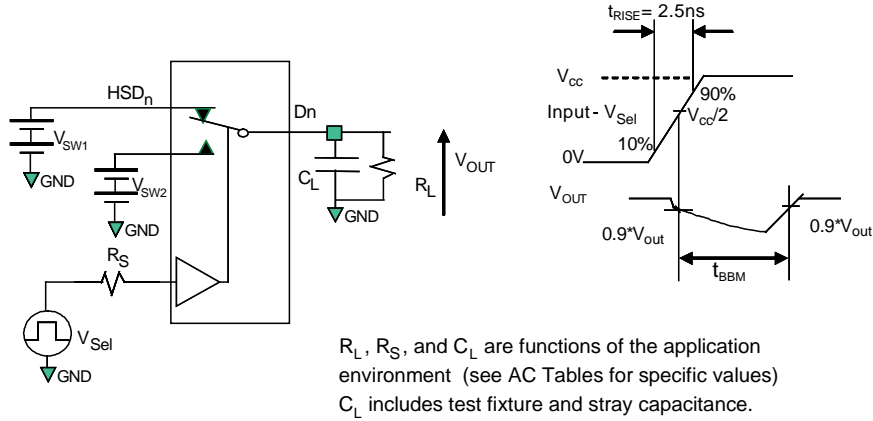 tRISE= 2.5ns
HSDn
Dn
VSW1
GND
VSW2
GND
CL
RL
VOUT
GND
RS
VSel
GND
Vcc
90%
Input - VSel
Vcc/2
10%
0V
VOUT
0.9*Vout
0.9*Vout
tBBM
RL, RS, and CL are functions of the application
environment (see AC Tables for specific values)
CL includes test fixture and stray capacitance.